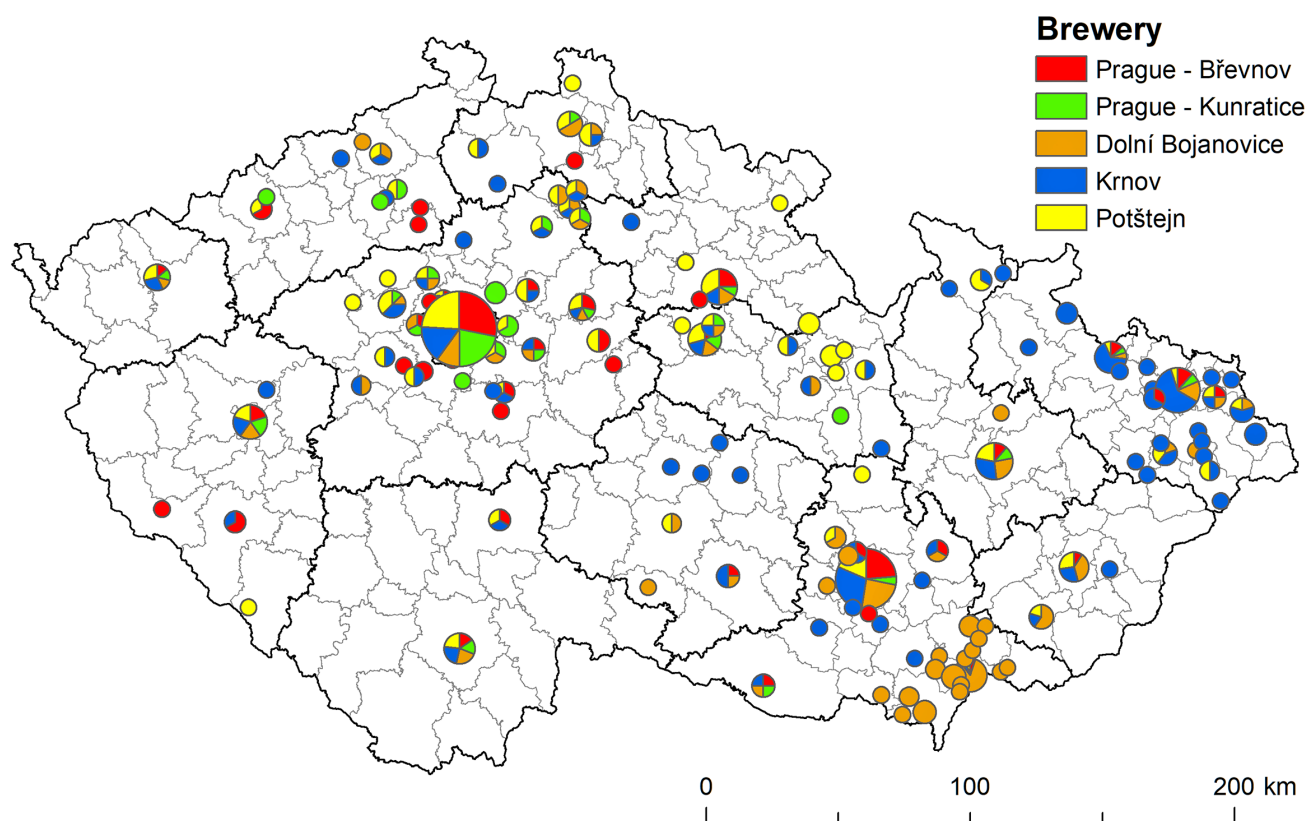 Brewery
Prague - Břevnov
Prague - Kunratice
Dolní Bojanovice
Krnov
Potštejn
0 100 200 km